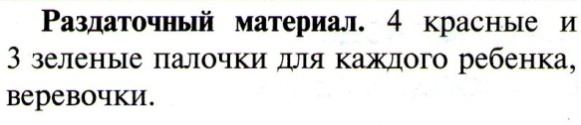 Раздаточный материал. 4 красные и
3 зеленые палочки для каждого ребенка,
веревочки.